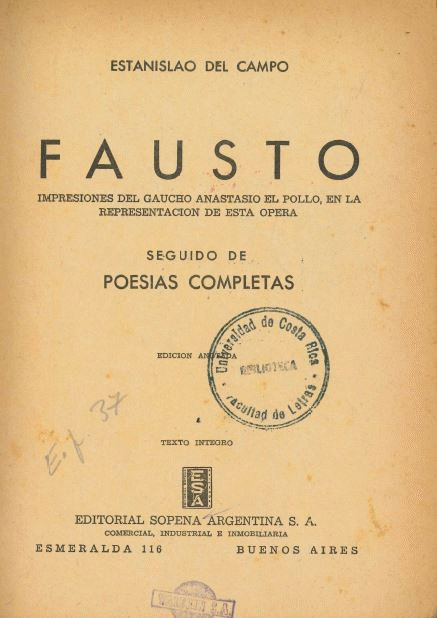 ESTANISLAO DEL CAMPO
FAUSTO
IMPRESIONES DEL GAUCHO ANASTASIO EL POLLO, EN LA
REPRESENTACION DE ESTA OPERA
SEGUIDO DE
POESIAS COMPLETAS
Universidad de Costa Rica
BIBLIOTECA
Facultad de Letras
EDICION ANOTADA
E.f. 37
TEXTO INTEGRO
ESA
EDITORIAL SOPENA ARGENTINA S. A.
COMERCIAL, INDUSTRIAL E INMOBILIARIA
ESMERALDA 116 BUENOS AIRES
S.A.